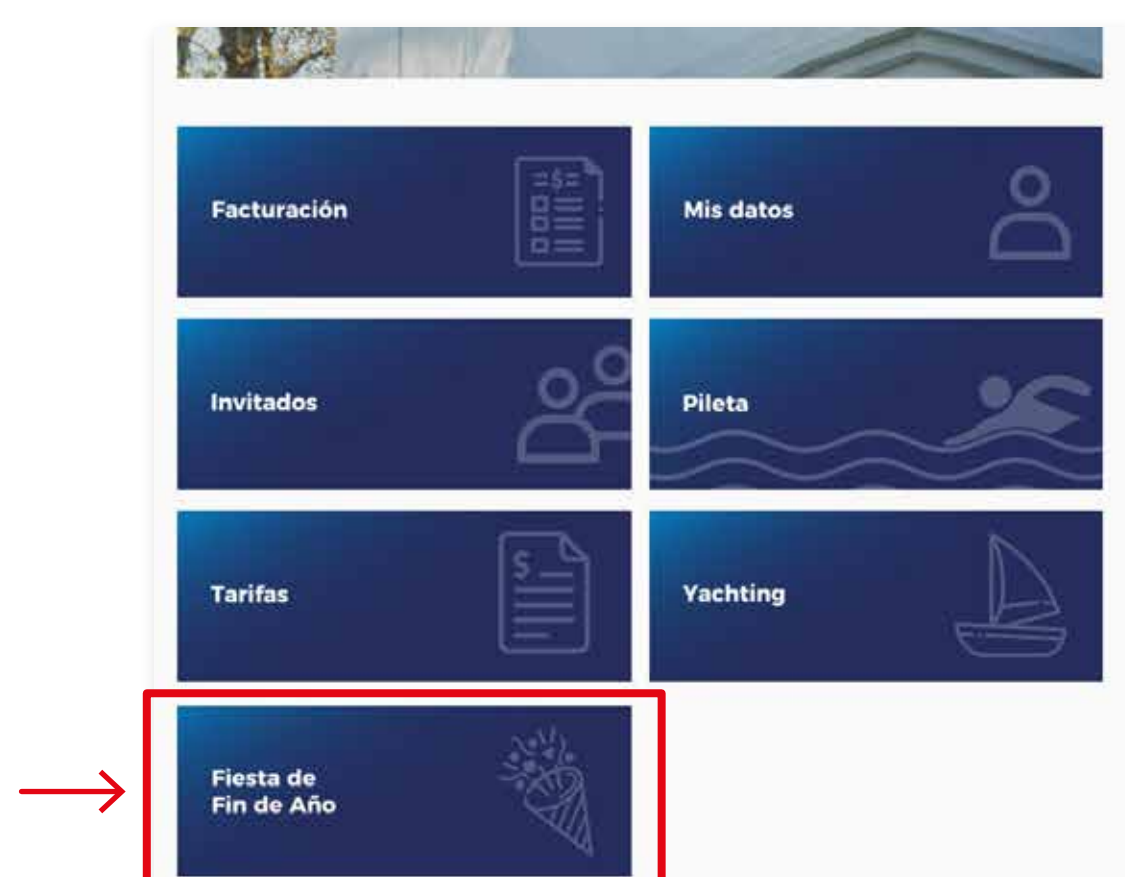 Facturación
Mis datos
Invitados
Pileta
Tarifas
Yachting
Fiesta de
Fin de Año